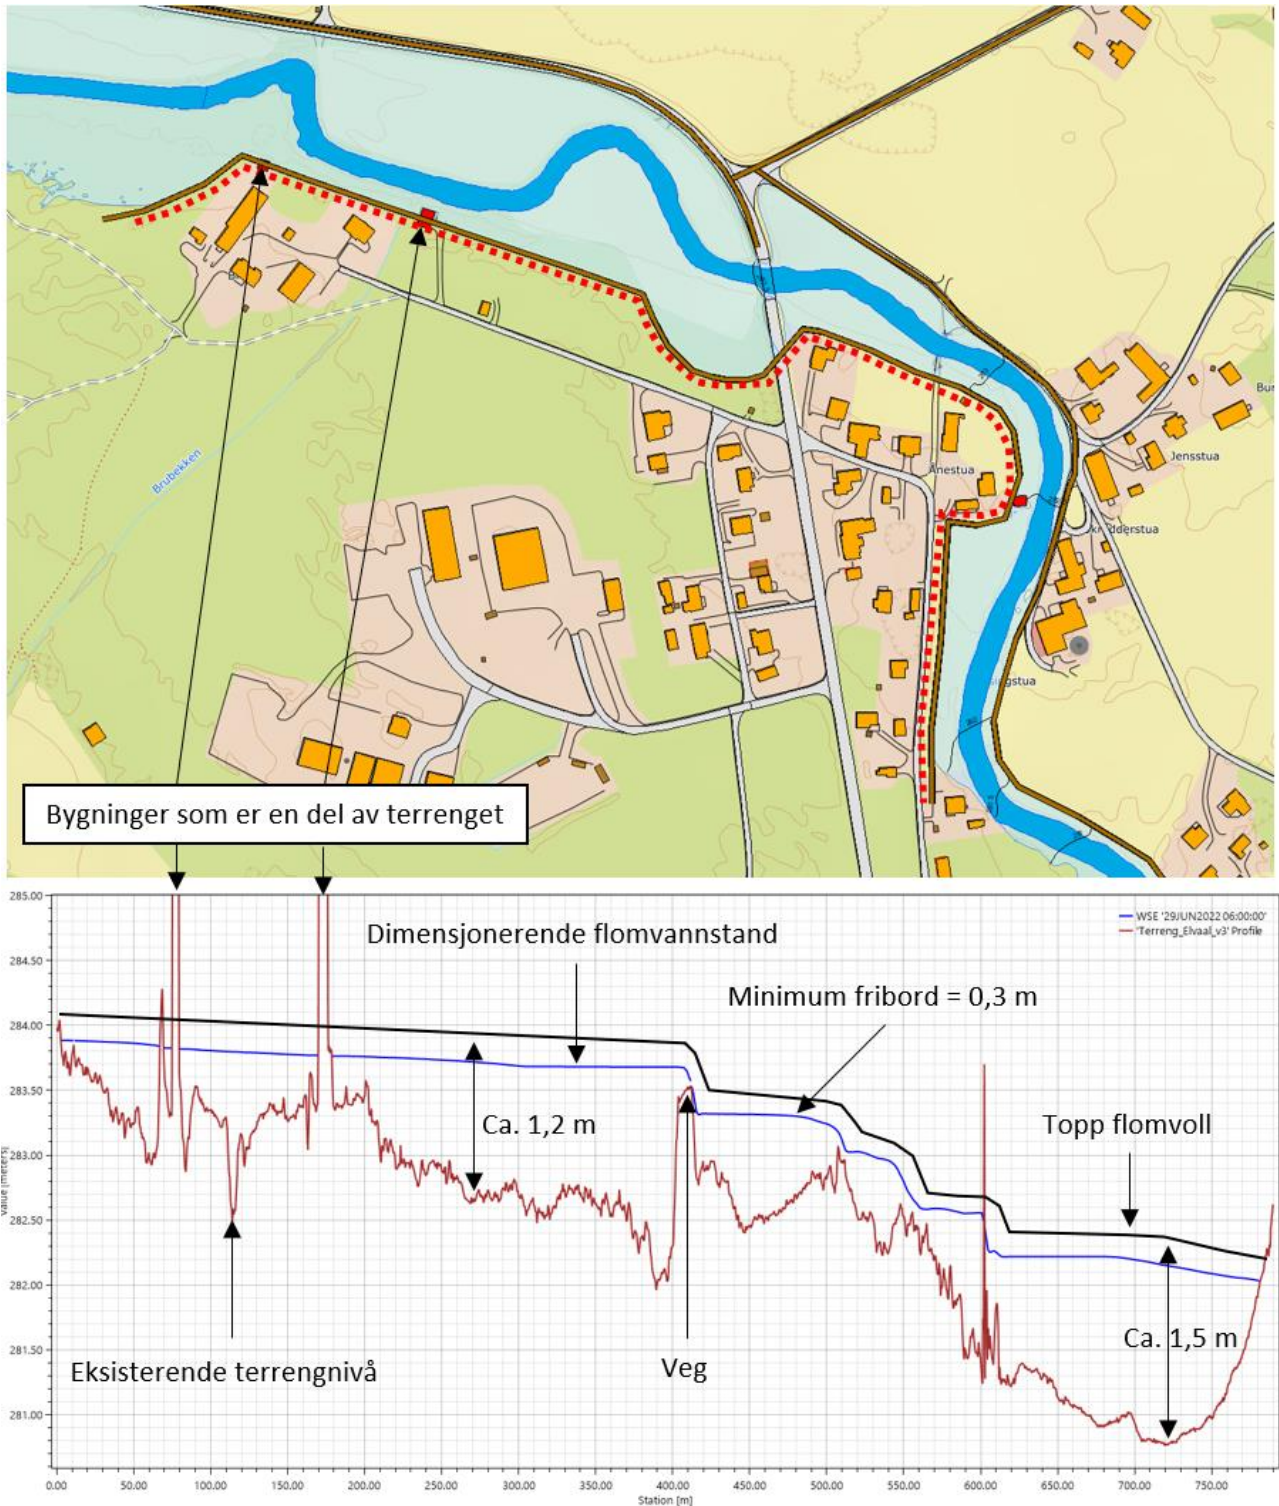 Brubekken
Ånestua
Jensstua
Bygninger som er en del av terrenget
285.00
284.50
284.00
283.50
283.00
282.50
282.00
281.50
281.00
Value [meters]
WSE '29JUN2022 06:00:00'
'Terreng_Elvaal_v3' Profile
Dimensjonerende flomvannstand
Minimum fribord = 0,3 m
Ca. 1,2 m
Topp flomvoll
Ca. 1,5 m
Eksisterende terrengnivå
Veg
0.00 50.00 100.00 150.00 200.00 250.00 300.00 350.00 400.00 450.00 500.00 550.00 600.00 650.00 700.00 750.00
Station [m]